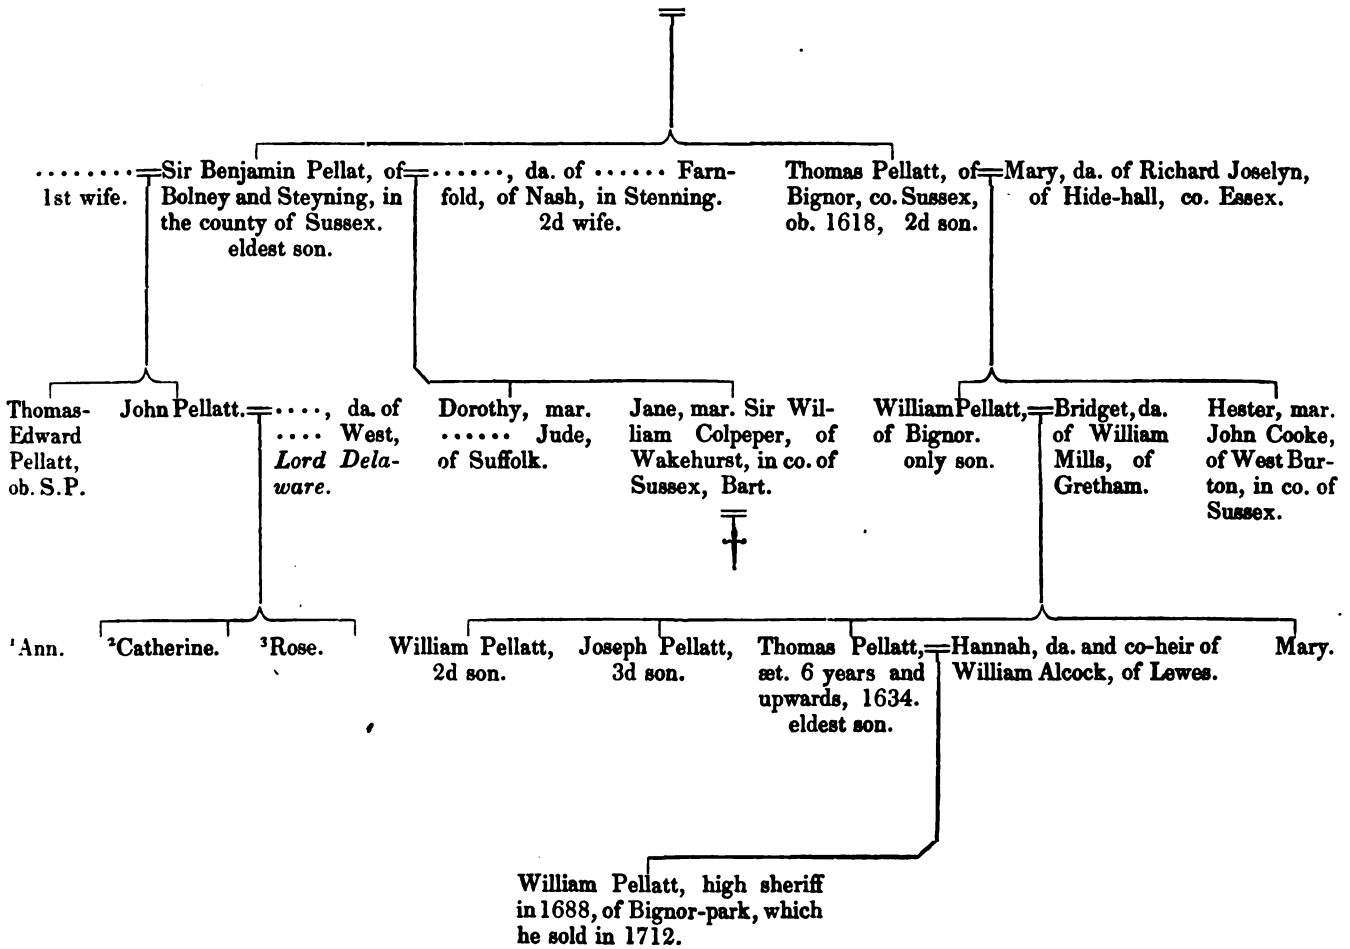 ········
1st wife.
Sir Benjamin Pellat, of
Bolney and Steyning, in
the county of Sussex.
eldest son.
······, da. of ······ Farn-
fold, of Nash, in Stenning.
2d wife.
Thomas Pellatt, of
Bignor, co. Sussex,
ob. 1618, 2d son.
Mary, da. of Richard Joselyn,
of Hide-hall, co. Essex.
Thomas-
Edward
Pellatt,
ob. S.P.
John Pellatt.
····, da. of
···· West,
Lord Dela-
ware.
Dorothy, mar.
······ Jude,
of Suffolk.
Jane, mar. Sir Wil-
liam Colpeper, of
Wakehurst, in co. of
Sussex, Bart.
William Pellatt,
of Bignor.
only son.
Bridget, da.
of William
Mills, of
Gretham.
Hester, mar.
John Cooke,
of West Bur-
ton, in co. of
Sussex.
¹Ann.
²Catherine.
³Rose.
William Pellatt,
2d son.
Joseph Pellatt,
3d son.
Thomas Pellatt,
æt. 6 years and
upwards, 1634.
eldest son.
Hannah, da. and co-heir of
William Alcock, of Lewes.
Mary.
William Pellatt, high sheriff
in 1688, of Bignor-park, which
he sold in 1712.